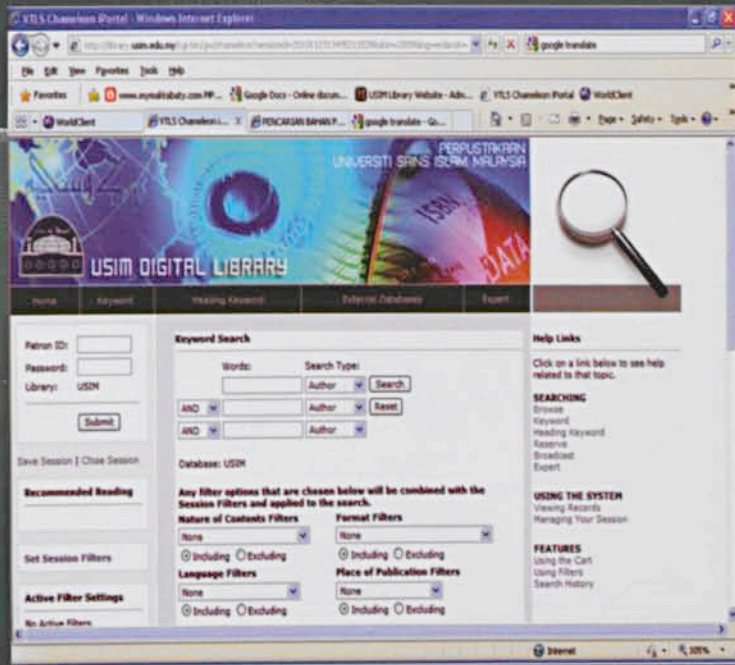 VTLS Chameleon iPortal - Windows Internet Explorer
google translate
File Edit View Favorites Tools Help
Favorites www.mymaktabaty.com PP... Google Docs - Online docum... USIM Library Website - Adm... VTLS Chameleon iPortal WorldClient
WorldClient VTLS Chameleon i... X PENCARIAN BAHAN P... google translate - Go... Page Safety Tools
PERPUSTAKAAN
UNIVERSITI SAINS ISLAM MALAYSIA
ISBN
DATA
USIM DIGITAL LIBRARY
Home Keyword Heading Keyword External Databases Expert
Patron ID:
Password:
Library: USIM
Submit
Save Session | Close Session
Recommended Reading
Set Session Filters
Active Filter Settings
No Active Filters
Keyword Search
Words: Search Type:
Author Search
AND Author Reset
AND Author
Database: USIM
Any filter options that are chosen below will be combined with the
Session Filters and applied to the search.
Nature of Contents Filters Format Filters
None None
Including Excluding Including Excluding
Language Filters Place of Publication Filters
None None
Including Excluding Including Excluding
Help Links
Click on a link below to see help
related to that topic.
SEARCHING
Browse
Keyword
Heading Keyword
Reserve
Broadcast
Expert
USING THE SYSTEM
Viewing Records
Managing Your Session
FEATURES
Using the Cart
Using Filters
Search History
Internet 105%